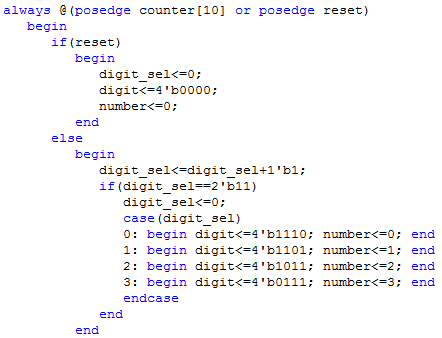 always @(posedge counter[10] or posedge reset)
begin
if(reset)
begin
digit_sel<=0;
digit<=4'b0000;
number<=0;
end
else
begin
digit_sel<=digit_sel+1'b1;
if(digit_sel==2'b11)
digit_sel<=0;
case(digit_sel)
0: begin digit<=4'b1110; number<=0; end
1: begin digit<=4'b1101; number<=1; end
2: begin digit<=4'b1011; number<=2; end
3: begin digit<=4'b0111; number<=3; end
endcase
end
end